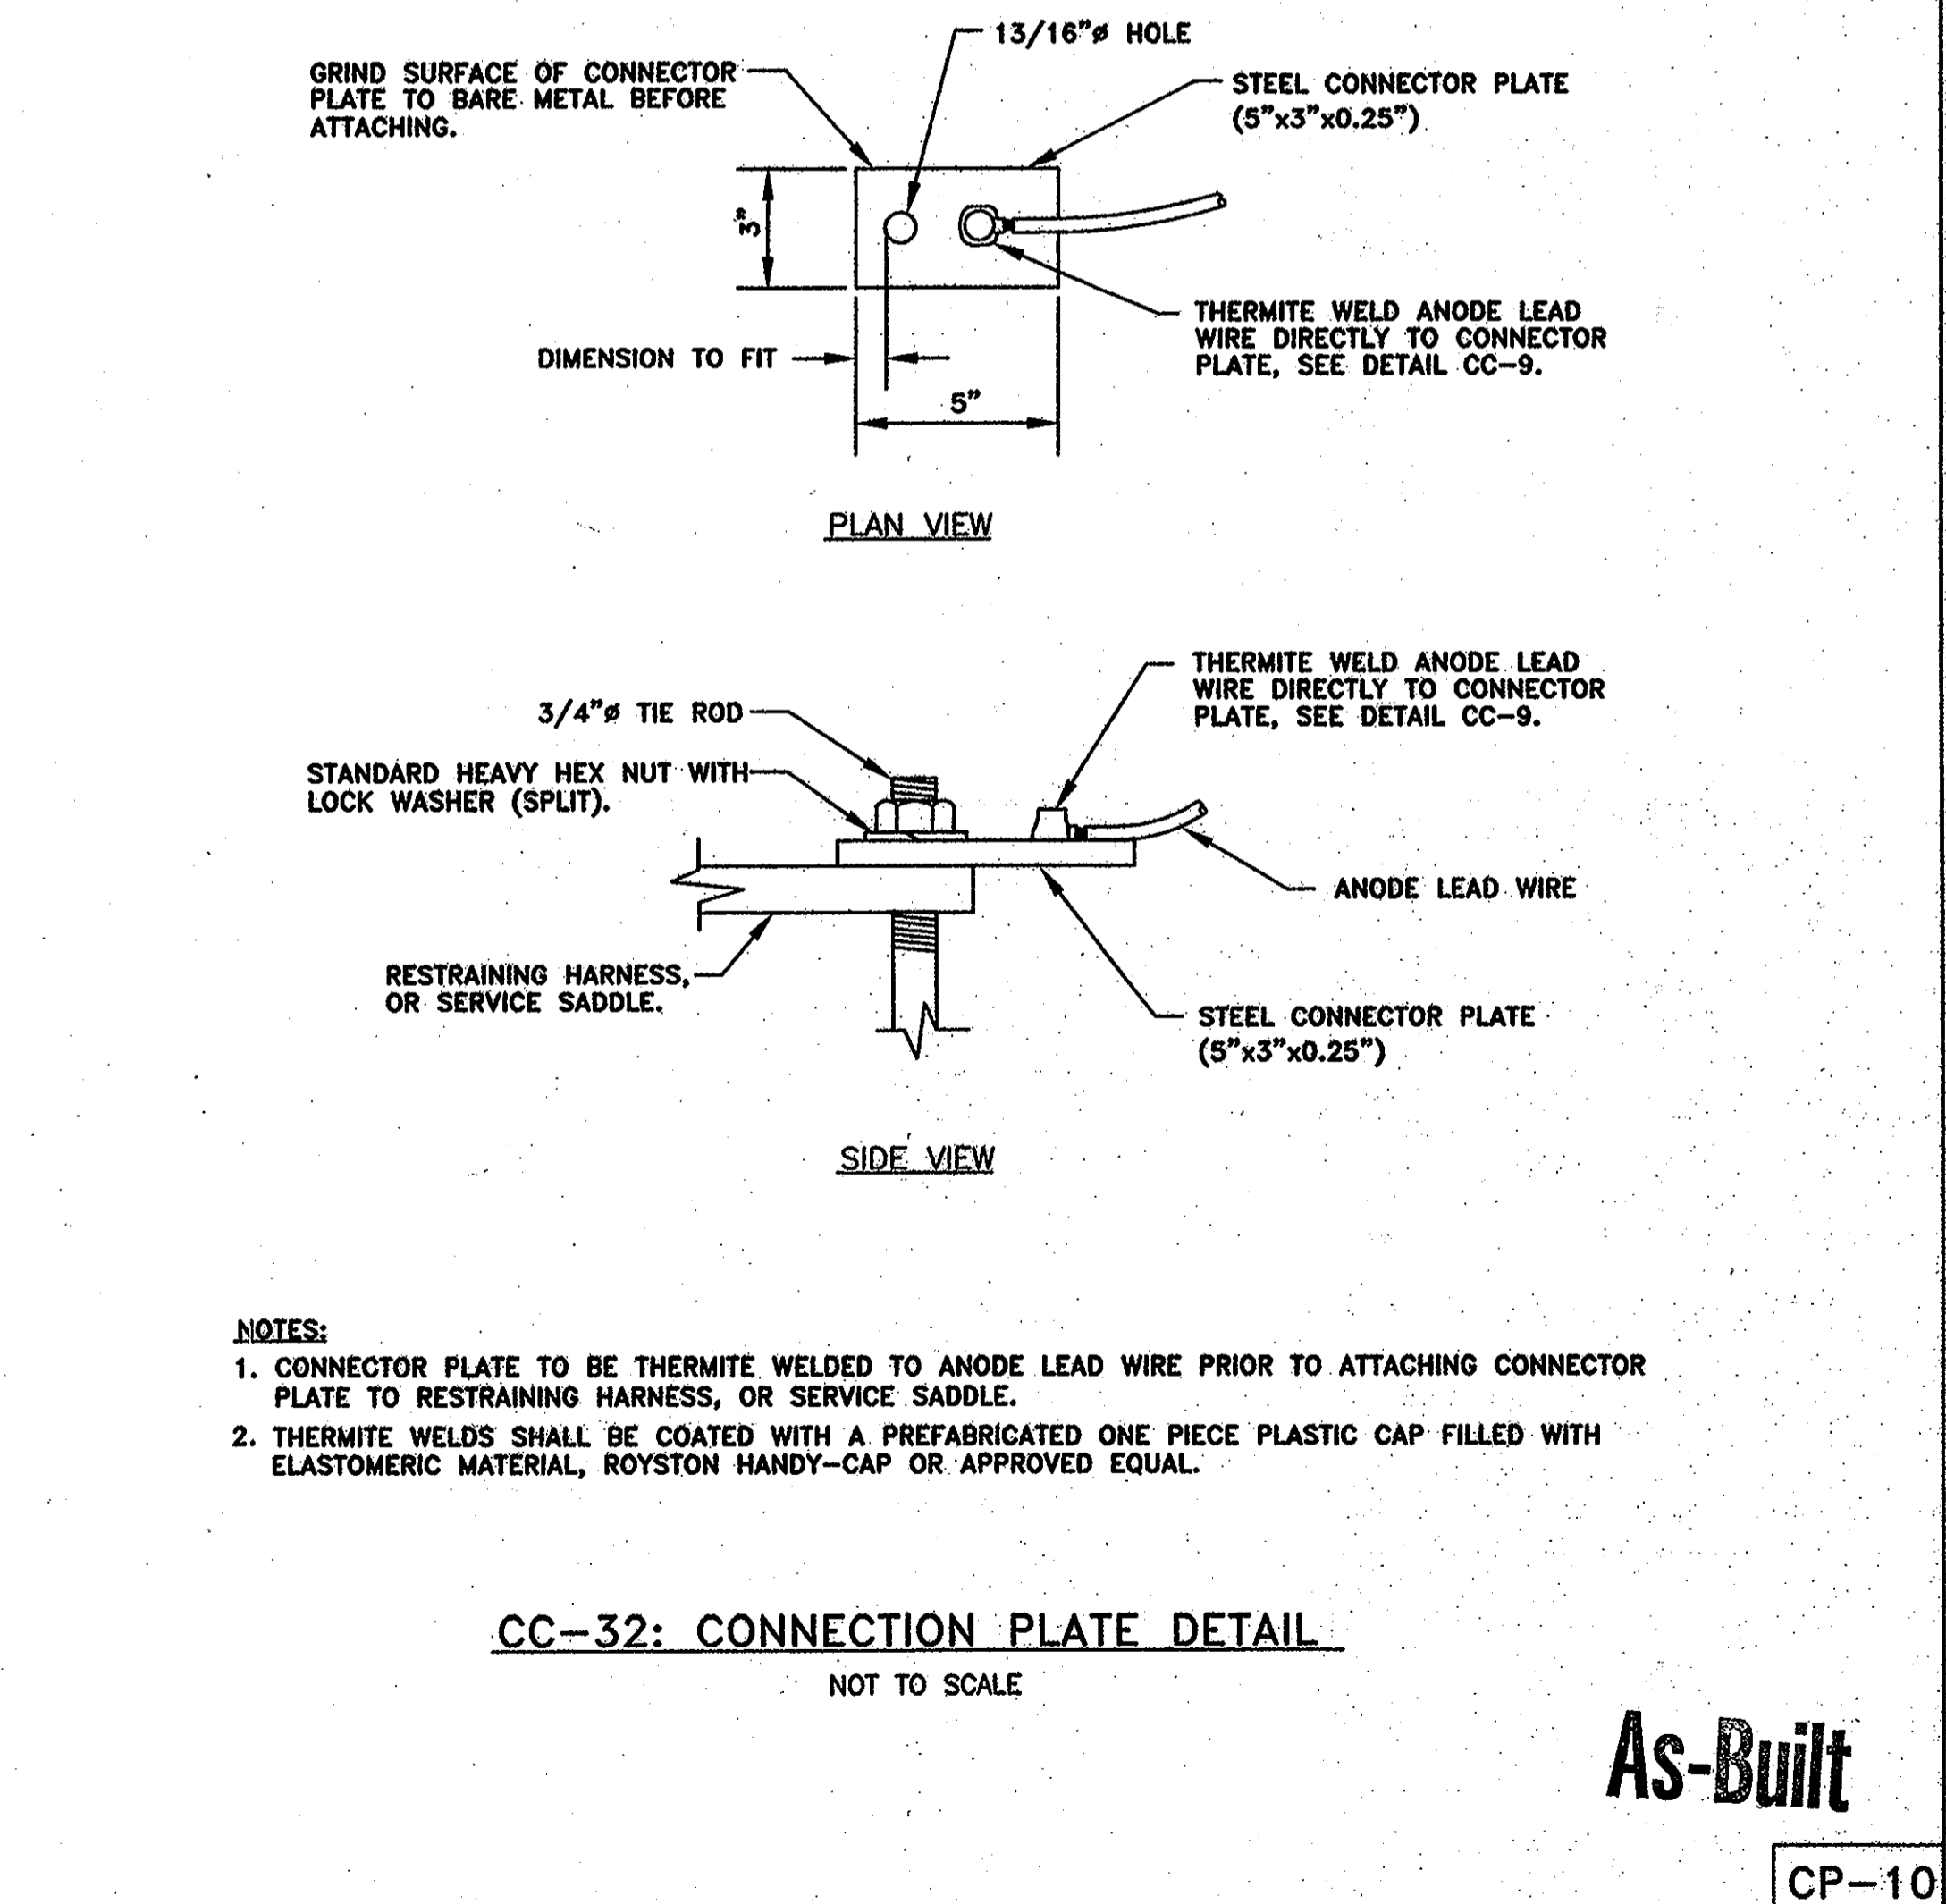 13/16"ø HOLE
GRIND SURFACE OF CONNECTOR
PLATE TO BARE METAL BEFORE
ATTACHING.
STEEL CONNECTOR PLATE
(5"x3"x0.25")
3"
THERMITE WELD ANODE LEAD
WIRE DIRECTLY TO CONNECTOR
PLATE, SEE DETAIL CC-9.
DIMENSION TO FIT
5"
PLAN VIEW
THERMITE WELD ANODE LEAD
WIRE DIRECTLY TO CONNECTOR
PLATE, SEE DETAIL CC-9.
3/4"ø TIE ROD
STANDARD HEAVY HEX NUT WITH
LOCK WASHER (SPLIT).
ANODE LEAD WIRE
RESTRAINING HARNESS,
OR SERVICE SADDLE.
STEEL CONNECTOR PLATE
(5"x3"x0.25")
SIDE VIEW
NOTES:
1. CONNECTOR PLATE TO BE THERMITE WELDED TO ANODE LEAD WIRE PRIOR TO ATTACHING CONNECTOR
PLATE TO RESTRAINING HARNESS, OR SERVICE SADDLE.
2. THERMITE WELDS SHALL BE COATED WITH A PREFABRICATED ONE PIECE PLASTIC CAP FILLED WITH
ELASTOMERIC MATERIAL, ROYSTON HANDY-CAP OR APPROVED EQUAL.
CC-32: CONNECTION PLATE DETAIL
NOT TO SCALE
As-Built
CP-10